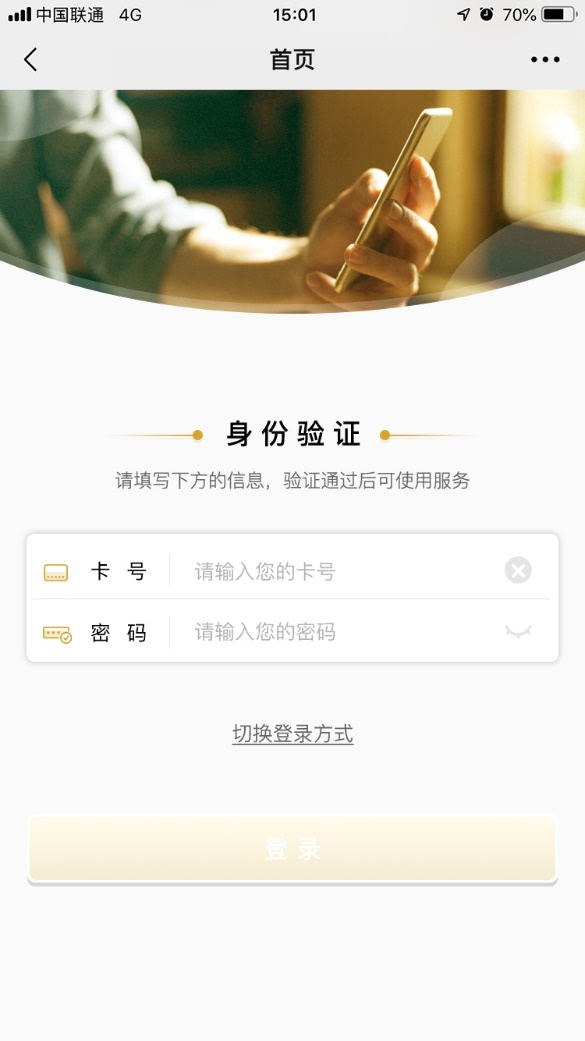 中国联通 4G 15:01 70%
首页
身份验证
请填写下方的信息，验证通过后可使用服务
卡 号 请输入您的卡号
密 码 请输入您的密码
切换登录方式
登 录